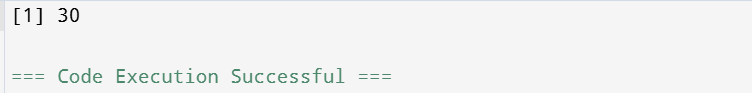 [1] 30
=== Code Execution Successful ===